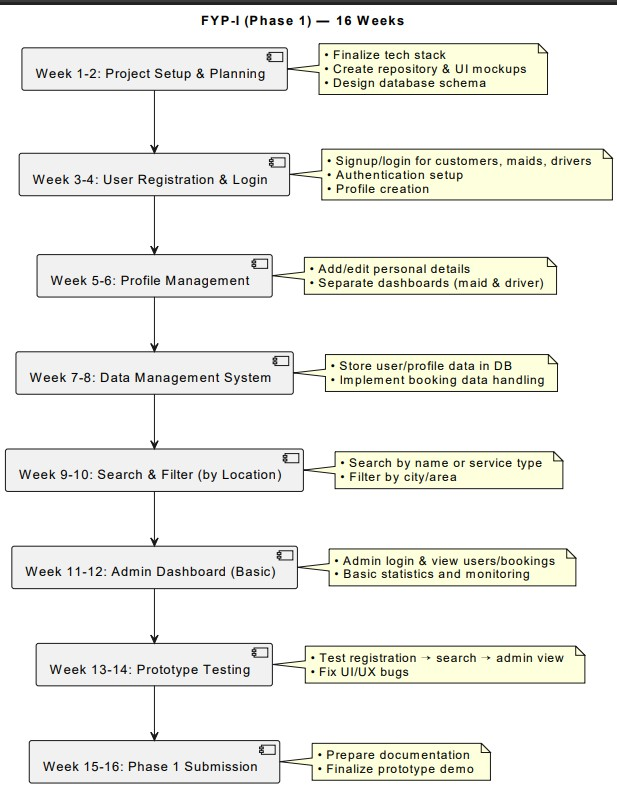 FYP-I (Phase 1) — 16 Weeks
Week 1-2: Project Setup & Planning
• Finalize tech stack
• Create repository & UI mockups
• Design database schema
Week 3-4: User Registration & Login
• Signup/login for customers, maids, drivers
• Authentication setup
• Profile creation
Week 5-6: Profile Management
• Add/edit personal details
• Separate dashboards (maid & driver)
Week 7-8: Data Management System
• Store user/profile data in DB
• Implement booking data handling
Week 9-10: Search & Filter (by Location)
• Search by name or service type
• Filter by city/area
Week 11-12: Admin Dashboard (Basic)
• Admin login & view users/bookings
• Basic statistics and monitoring
Week 13-14: Prototype Testing
• Test registration → search → admin view
• Fix UI/UX bugs
Week 15-16: Phase 1 Submission
• Prepare documentation
• Finalize prototype demo